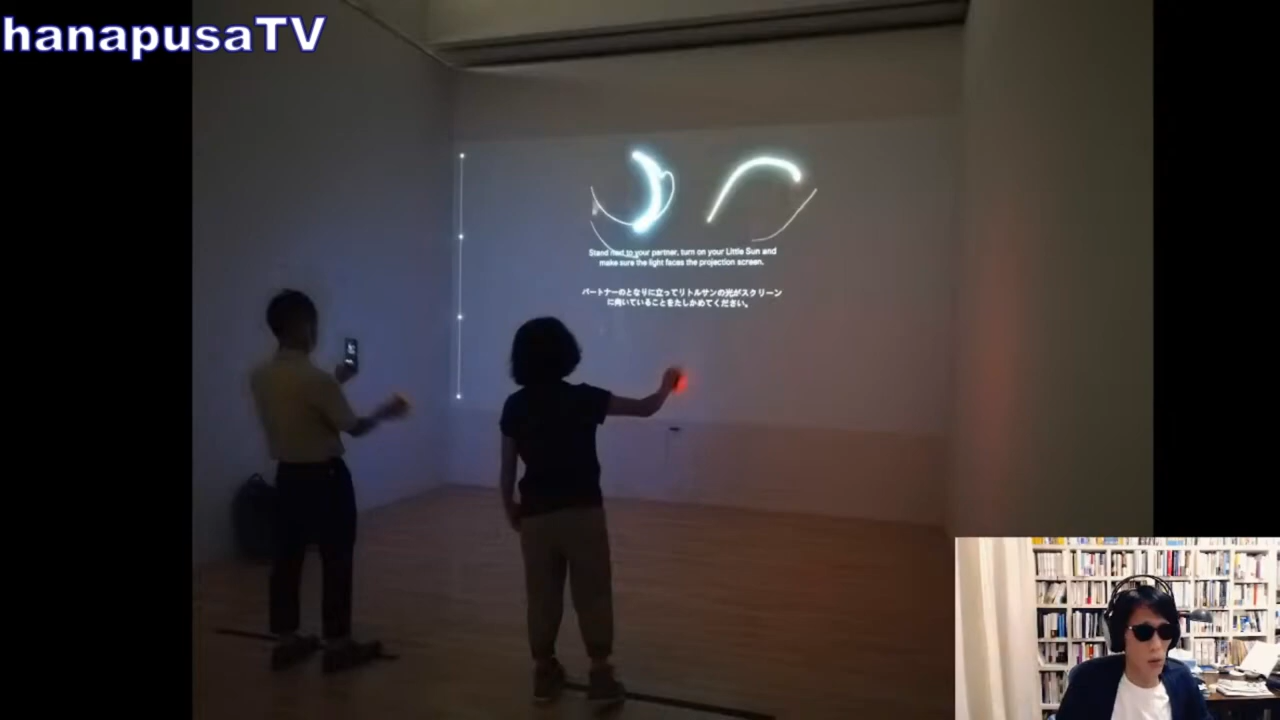 hanapusaTV
Stand next to your partner, turn on your Little Sun and
make sure the light faces the projection screen.
パートナーのとなりに立ってリトルサンの光がスクリーン
に向いていることをたしかめてください。